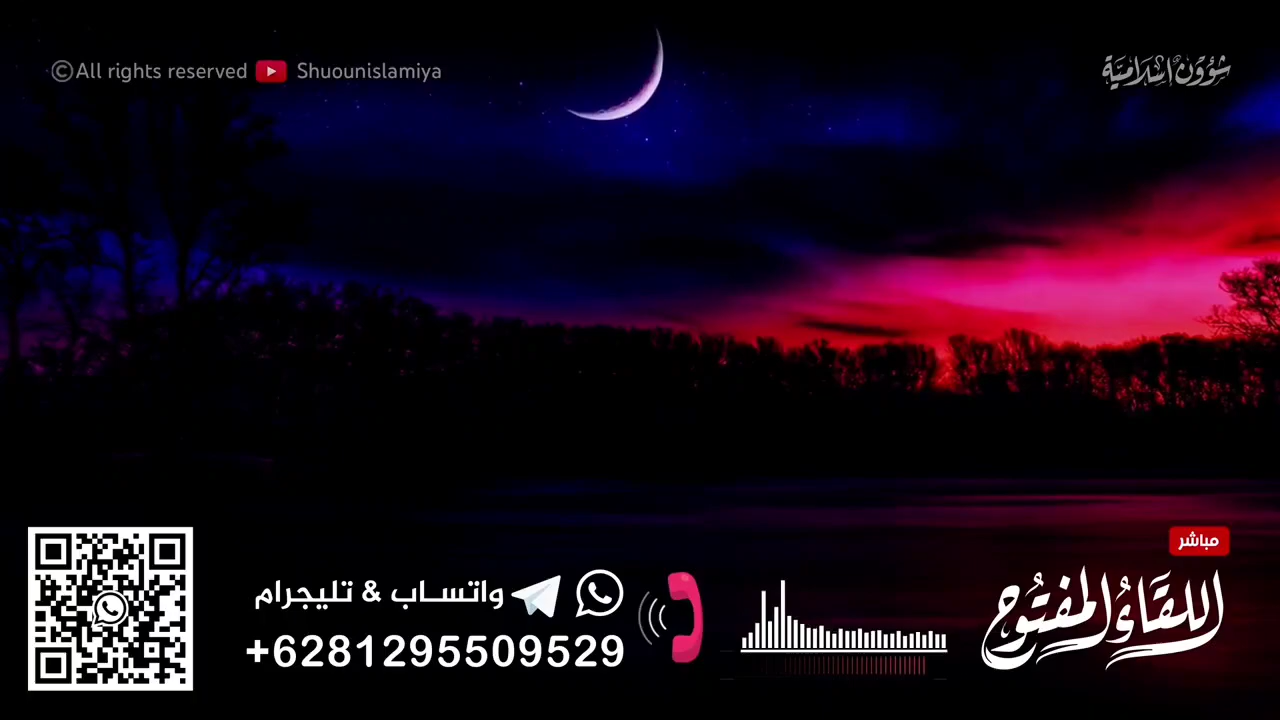 ©All rights reserved Shuounislamiya
شؤون إسلامية
مباشر
اللقاء المفتوح
واتساب & تليجرام
+6281295509529